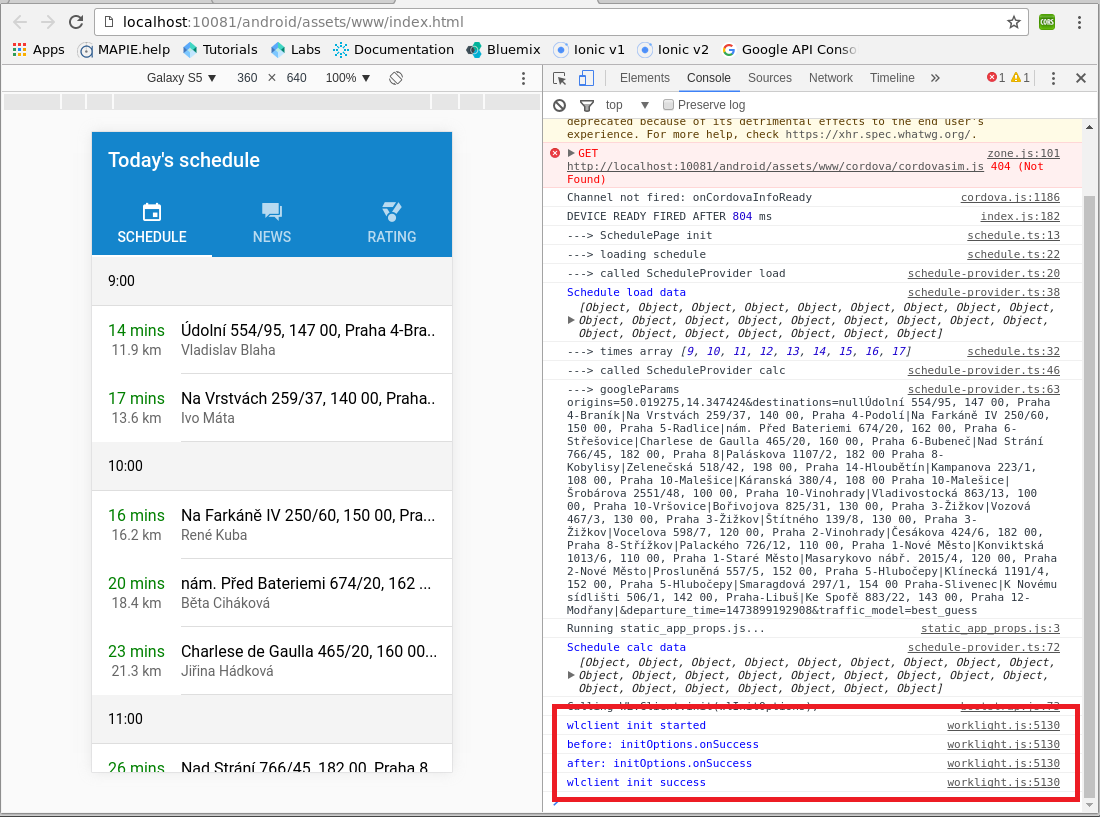 localhost:10081/android/assets/www/index.html
CORS
Apps MAPIE.help Tutorials Labs Documentation Bluemix Ionic v1 Ionic v2 Google API Conso
Galaxy S5 ▼ 360 × 640 100% ▼
Elements Console Sources Network Timeline » 1 1
top ▼ Preserve log
Today's schedule
SCHEDULE NEWS RATING
9:00
14 mins Údolní 554/95, 147 00, Praha 4-Bra..
11.9 km Vladislav Blaha
17 mins Na Vrstvách 259/37, 140 00, Praha..
13.6 km Ivo Máta
10:00
16 mins Na Farkáně IV 250/60, 150 00, Pra...
16.2 km René Kuba
20 mins nám. Před Bateriemi 674/20, 162 ...
18.4 km Běta Ciháková
23 mins Charlese de Gaulla 465/20, 160 00...
21.3 km Jiřina Hádková
11:00
26 mins Nad Strání 766/45, 182 00, Praha 8
deprecated because of its detrimental effects to the end user's
experience. For more help, check https://xhr.spec.whatwg.org/.
GET zone.js:101
http://localhost:10081/android/assets/www/cordova/cordovasim.js 404 (Not
Found)
Channel not fired: onCordovaInfoReady cordova.js:1186
DEVICE READY FIRED AFTER 804 ms index.js:182
---> SchedulePage init schedule.ts:13
---> loading schedule schedule.ts:22
---> called ScheduleProvider load schedule-provider.ts:20
Schedule load data schedule-provider.ts:38
[Object, Object, Object, Object, Object, Object, Object, Object, Object,
Object, Object, Object, Object, Object, Object, Object, Object, Object,
Object, Object, Object, Object, Object, Object, Object]
---> times array [9, 10, 11, 12, 13, 14, 15, 16, 17] schedule.ts:32
---> called ScheduleProvider calc schedule-provider.ts:46
---> googleParams schedule-provider.ts:63
origins=50.019275,14.347424&destinations=nullÚdolní 554/95, 147 00, Praha
4-Braník|Na Vrstvách 259/37, 140 00, Praha 4-Podolí|Na Farkáně IV 250/60,
150 00, Praha 5-Radlice|nám. Před Bateriemi 674/20, 162 00, Praha 6-
Střešovice|Charlese de Gaulla 465/20, 160 00, Praha 6-Bubeneč|Nad Strání
766/45, 182 00, Praha 8|Paláskova 1107/2, 182 00 Praha 8-
Kobylisy|Zelenečská 518/42, 198 00, Praha 14-Hloubětín|Kampanova 223/1,
108 00, Praha 10-Malešice|Káranská 380/4, 108 00 Praha 10-Malešice|
Šrobárova 2551/48, 100 00, Praha 10-Vinohrady|Vladivostocká 863/13, 100
00, Praha 10-Vršovice|Bořivojova 825/31, 130 00, Praha 3-Žižkov|Vozová
467/3, 130 00, Praha 3-Žižkov|Štítného 139/8, 130 00, Praha 3-
Žižkov|Vocelova 598/7, 120 00, Praha 2-Vinohrady|Česákova 424/6, 182 00,
Praha 8-Střížkov|Palackého 726/12, 110 00, Praha 1-Nové Město|Konviktská
1013/6, 110 00, Praha 1-Staré Město|Masarykovo nábř. 2015/4, 120 00, Praha
2-Nové Město|Prosluněná 557/5, 152 00, Praha 5-Hlubočepy|Klínecká 1191/4,
152 00, Praha 5-Hlubočepy|Smaragdová 297/1, 154 00 Praha-Slivenec|K Novému
sídlišti 506/1, 142 00, Praha-Libuš|Ke Spofě 883/22, 143 00, Praha 12-
Modřany|&departure_time=1473899192908&traffic_model=best_guess
Running static_app_props.js... static_app_props.js:3
Schedule calc data schedule-provider.ts:72
[Object, Object, Object, Object, Object, Object, Object, Object, Object,
Object, Object, Object, Object, Object, Object, Object, Object, Object,
Object, Object, Object, Object, Object, Object, Object]
Calling WL.Client.init(wlInitOptions); bootstrap.js:73
wlclient init started worklight.js:5130
before: initOptions.onSuccess worklight.js:5130
after: initOptions.onSuccess worklight.js:5130
wlclient init success worklight.js:5130